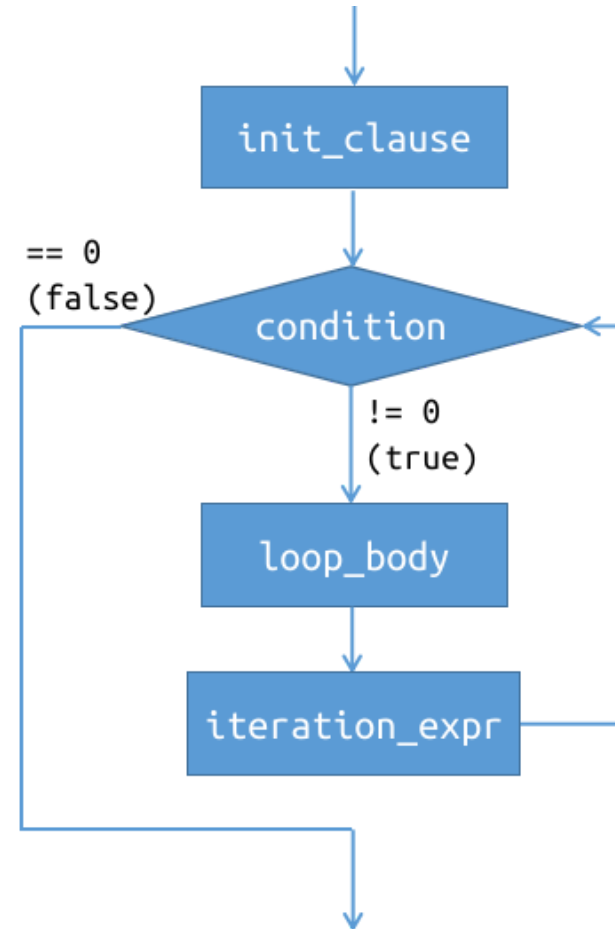 init_clause
== 0
(false)
condition
!= 0
(true)
loop_body
iteration_expr